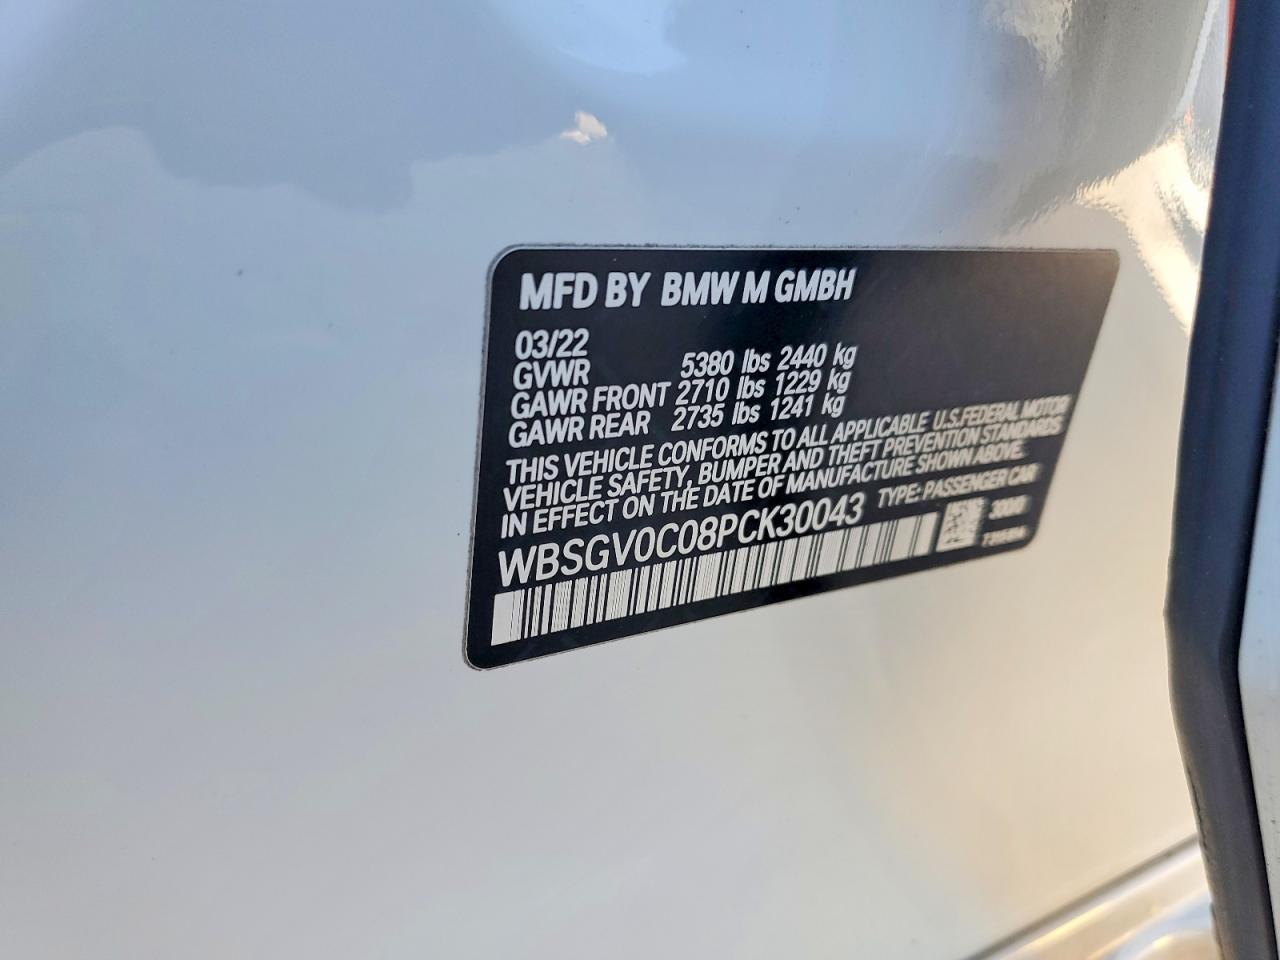 MFD BY BMW M GMBH
03/22
GVWR 5380 lbs 2440 kg
GAWR FRONT 2710 lbs 1229 kg
GAWR REAR 2735 lbs 1241 kg
THIS VEHICLE CONFORMS TO ALL APPLICABLE U.S.FEDERAL MOTOR
VEHICLE SAFETY, BUMPER AND THEFT PREVENTION STANDARDS
IN EFFECT ON THE DATE OF MANUFACTURE SHOWN ABOVE.
WBSGV0C08PCK30043 TYPE: PASSENGER CAR